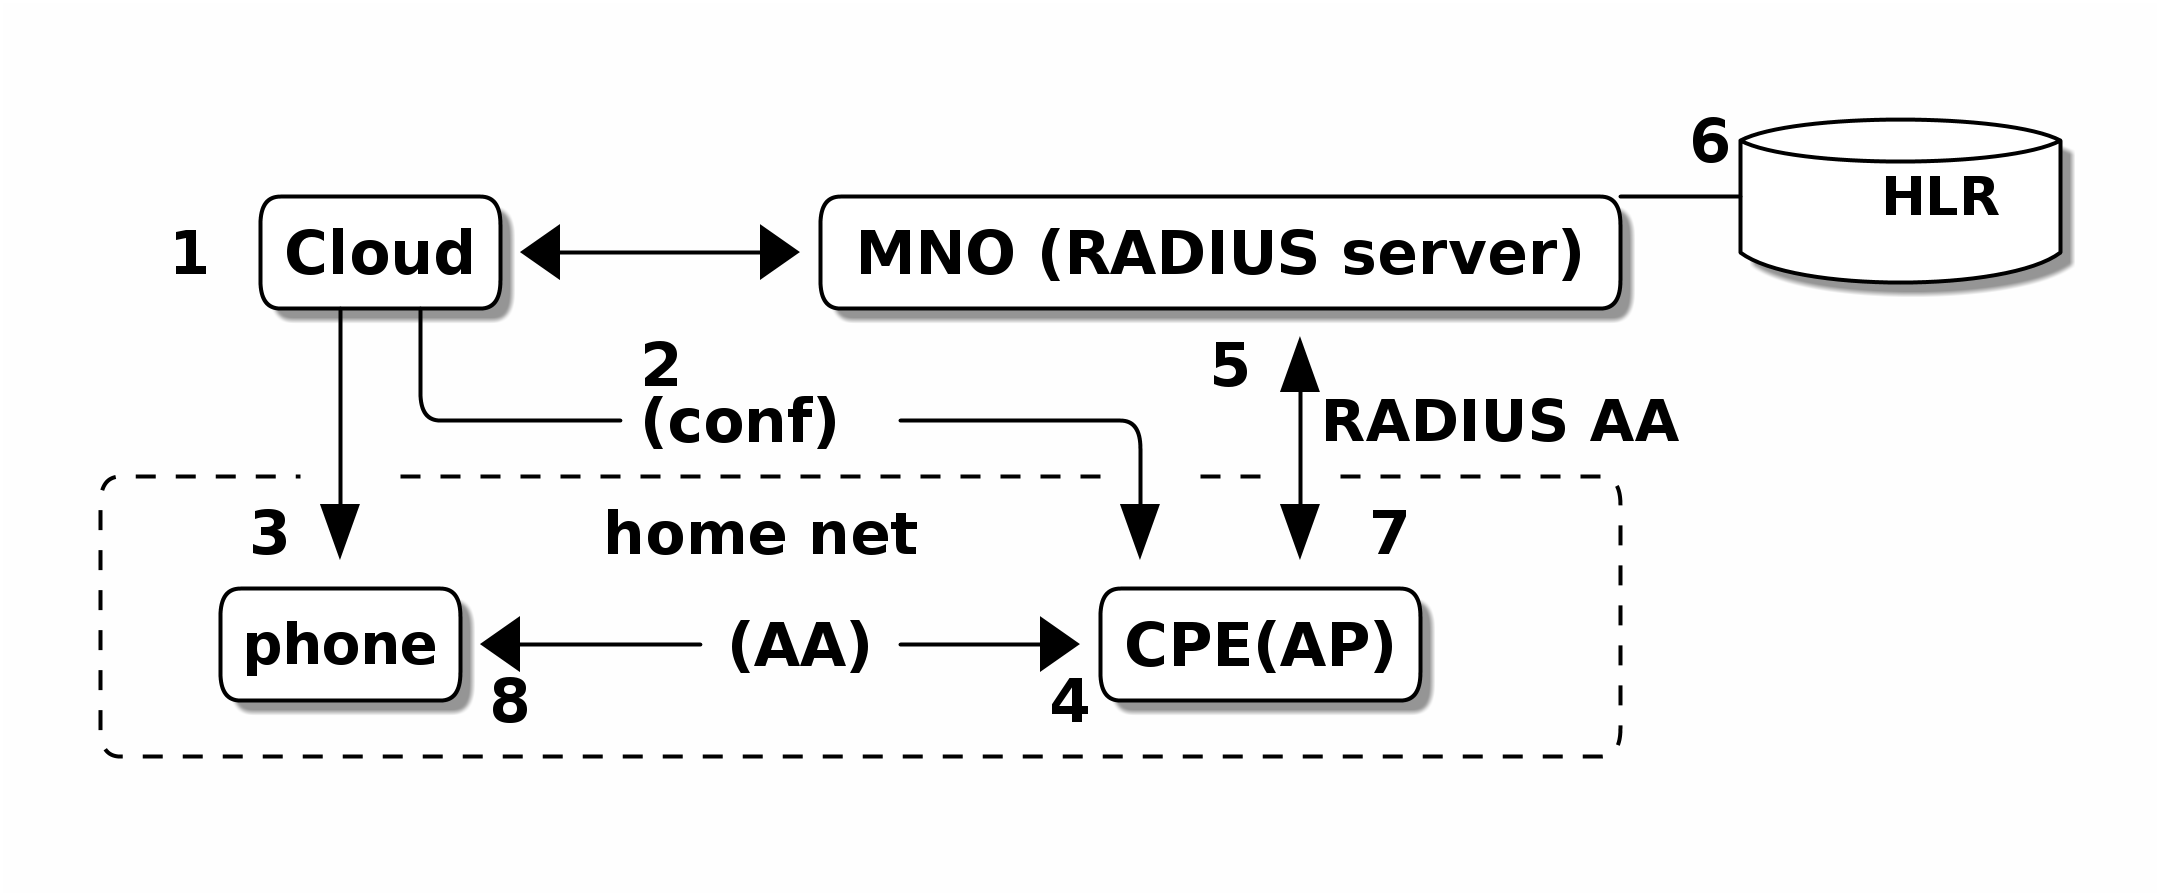 6
HLR
1
Cloud
MNO (RADIUS server)
2
(conf)
5
RADIUS AA
3
home net
7
phone
(AA)
CPE(AP)
8
4